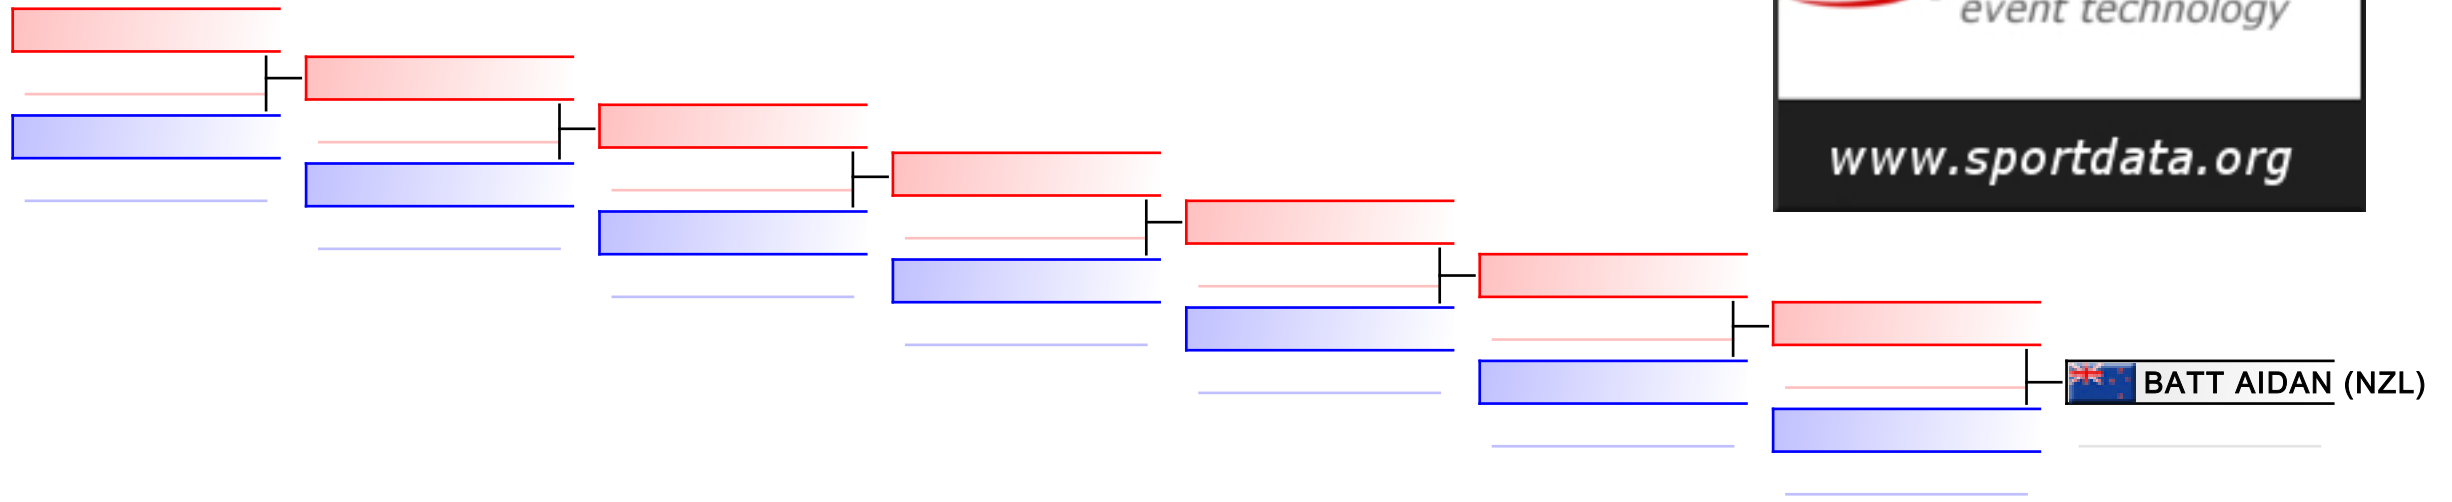 event technology
www.sportdata.org
BATT AIDAN (NZL)